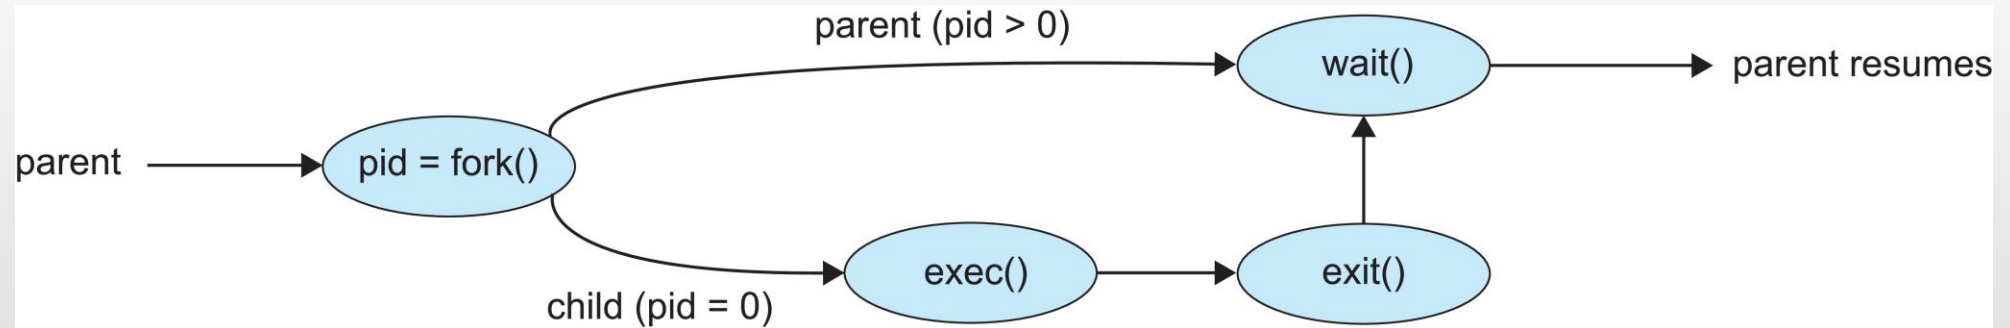 parent (pid > 0)
wait()
parent resumes
parent
pid = fork()
exec()
exit()
child (pid = 0)